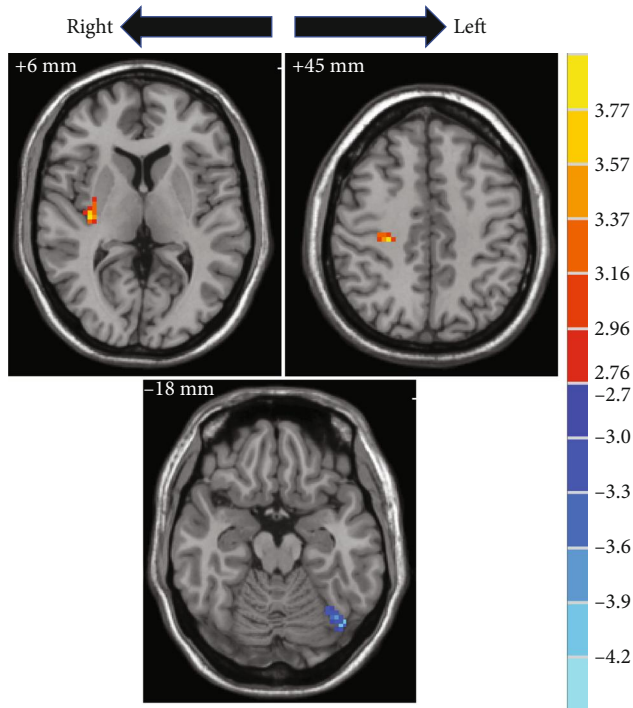 Right
Left
+6 mm
+45 mm
–18 mm
3.77
3.57
3.37
3.16
2.96
2.76
–2.7
–3.0
–3.3
–3.6
–3.9
–4.2